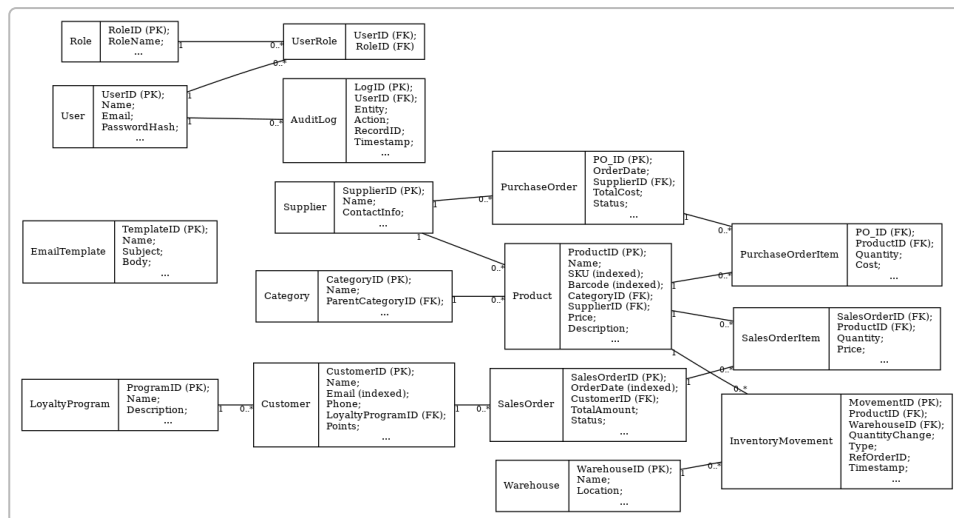 Role
RoleID (PK);
RoleName;
...
1
0..*
UserRole
UserID (FK);
RoleID (FK)
0..*
User
UserID (PK);
Name;
Email;
PasswordHash;
...
1
1
0..*
AuditLog
LogID (PK);
UserID (FK);
Entity;
Action;
RecordID;
Timestamp;
...
Supplier
SupplierID (PK);
Name;
ContactInfo;
...
1
1
0..*
PurchaseOrder
PO_ID (PK);
OrderDate;
SupplierID (FK);
TotalCost;
Status;
...
1
0..*
EmailTemplate
TemplateID (PK);
Name;
Subject;
Body;
...
0..*
Product
ProductID (PK);
Name;
SKU (indexed);
Barcode (indexed);
CategoryID (FK);
SupplierID (FK);
Price;
Description;
...
1
1
1
PurchaseOrderItem
PO_ID (FK);
ProductID (FK);
Quantity;
Cost;
...
0..*
Category
CategoryID (PK);
Name;
ParentCategoryID (FK);
1
0..*
SalesOrderItem
SalesOrderID (FK);
ProductID (FK);
Quantity;
Price;
...
0..*
0..*
LoyaltyProgram
ProgramID (PK);
Name;
Description;
...
1
0..*
Customer
CustomerID (PK);
Name;
Email (indexed);
Phone;
LoyaltyProgramID (FK);
Points;
...
1
0..*
SalesOrder
SalesOrderID (PK);
OrderDate (indexed);
CustomerID (FK);
TotalAmount;
Status;
...
1
0..*
InventoryMovement
MovementID (PK);
ProductID (FK);
WarehouseID (FK);
QuantityChange;
Type;
RefOrderID;
Timestamp;
...
Warehouse
WarehouseID (PK);
Name;
Location;
...
1
0..*